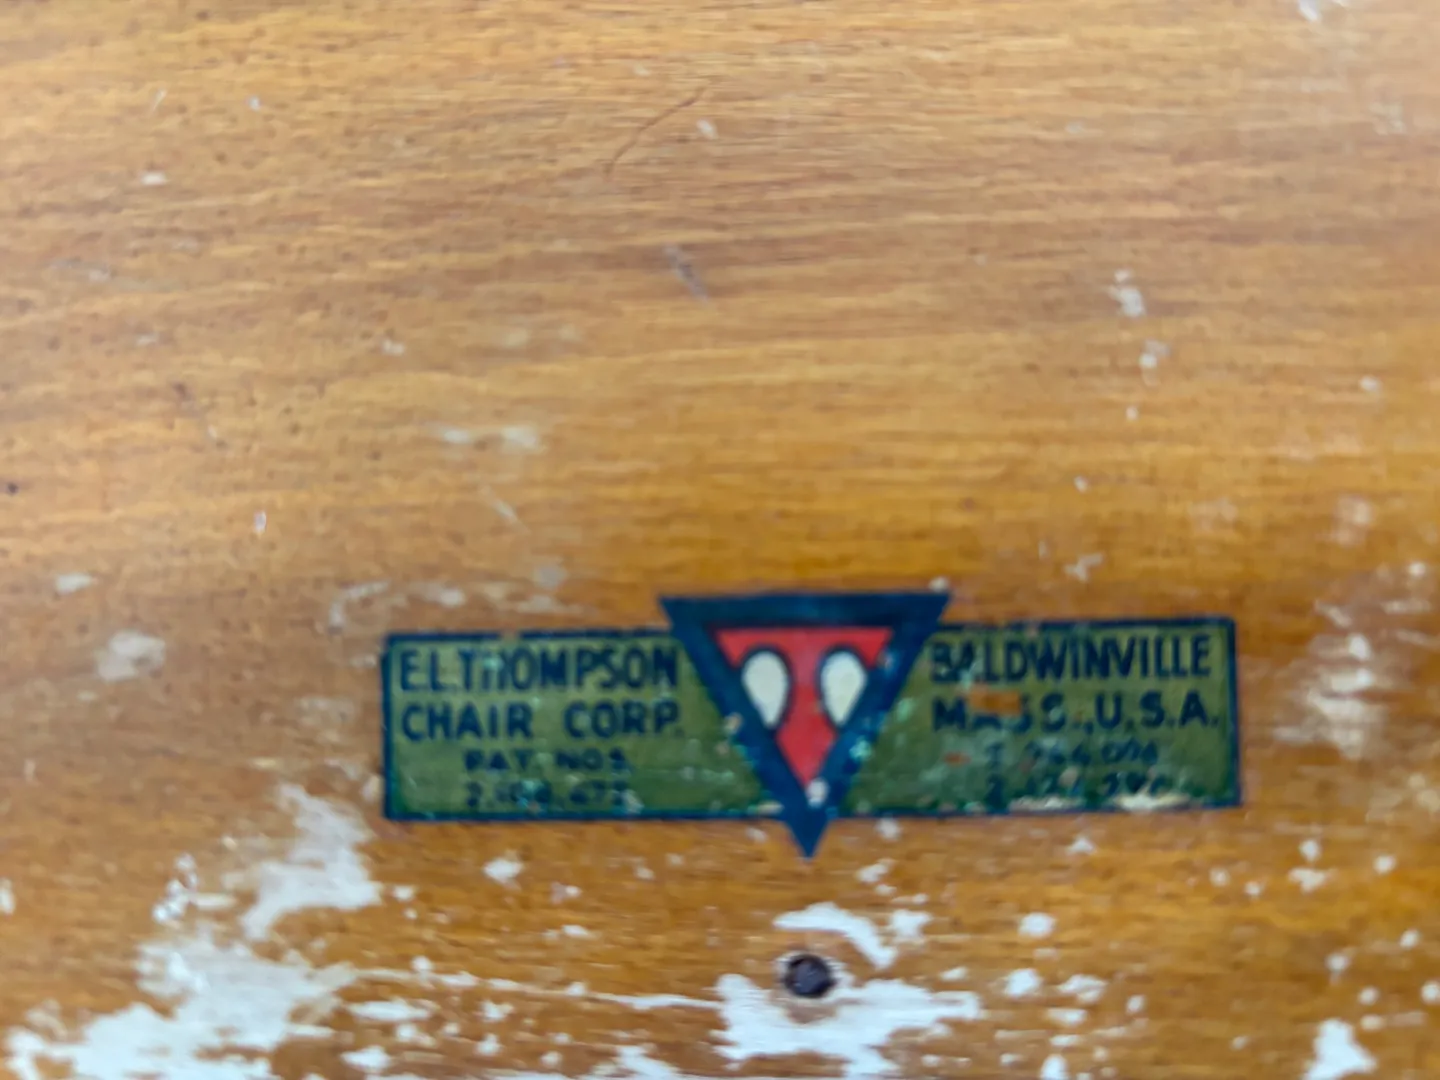 E.L.THOMPSON
CHAIR CORP.
PAT. NOS
BALDWINVILLE
MASS., U.S.A.